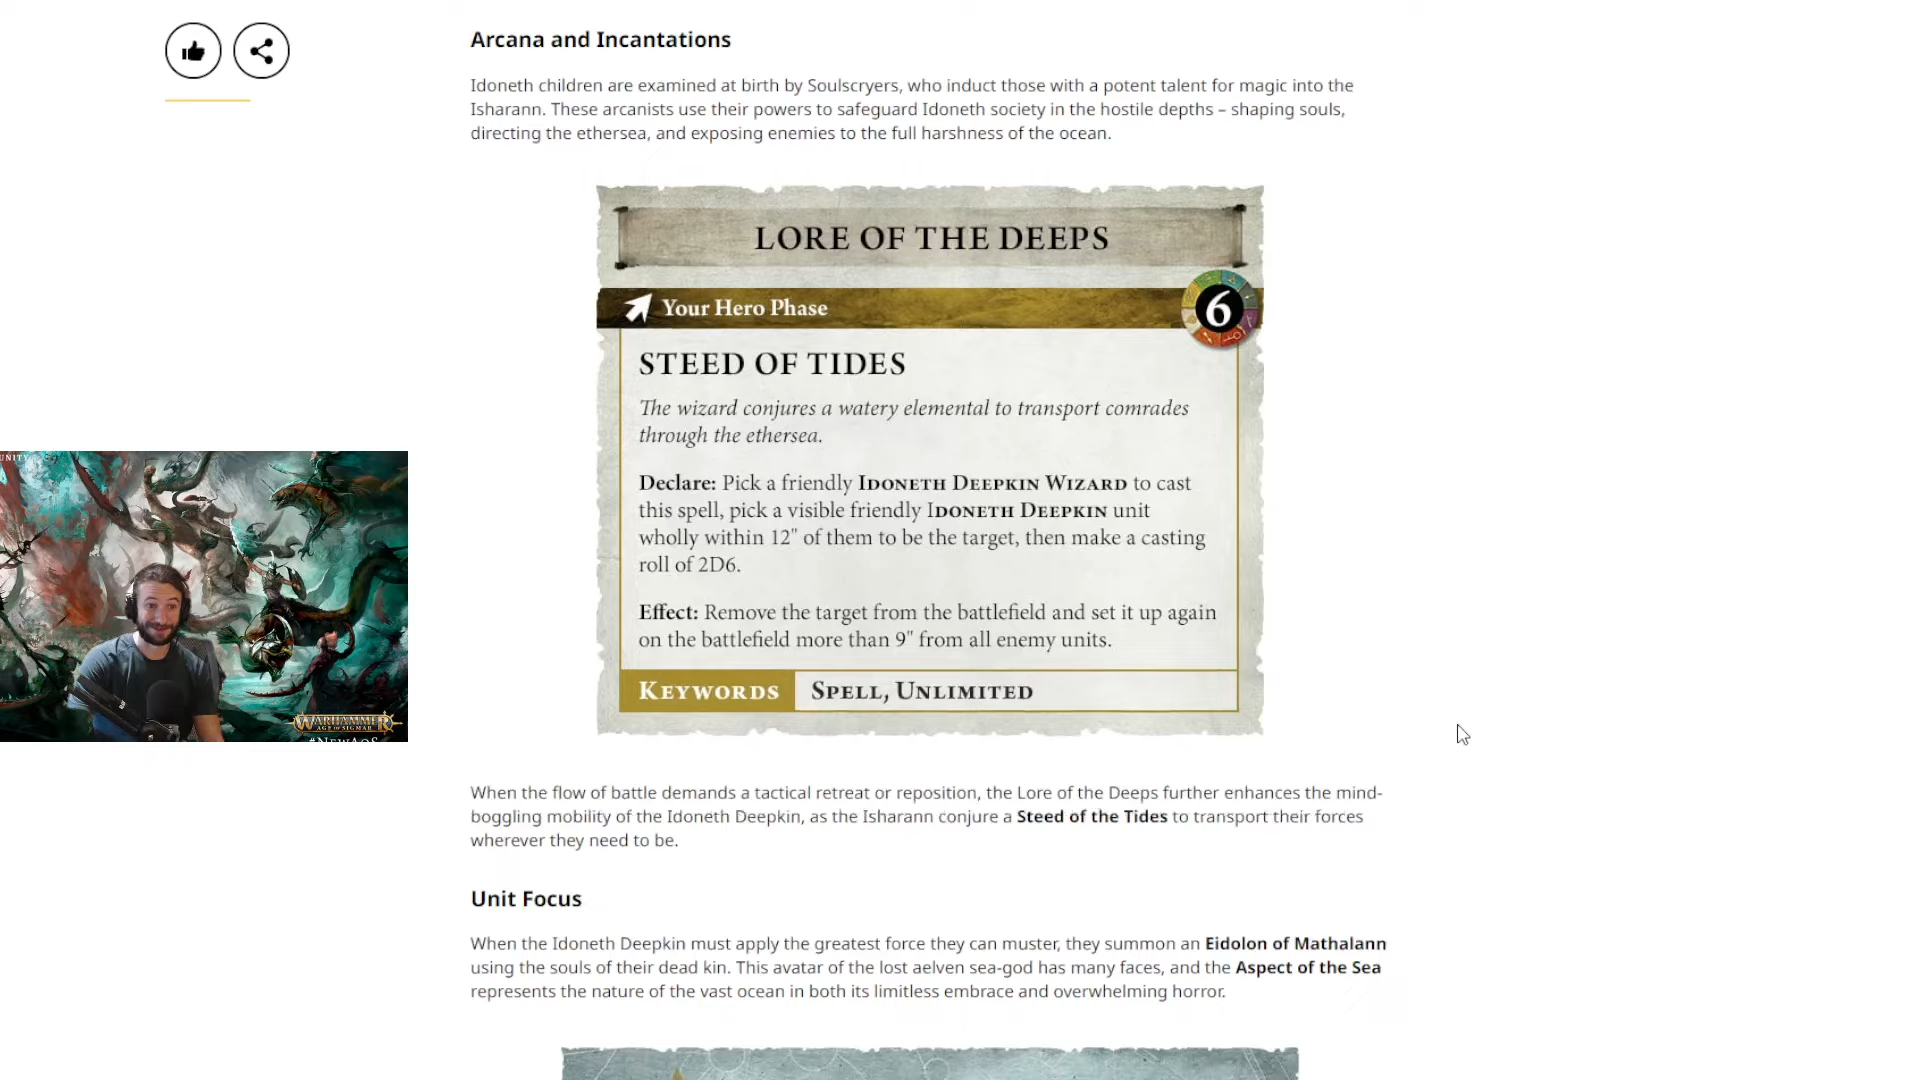 Arcana and Incantations
Idoneth children are examined at birth by Soulscryers, who induct those with a potent talent for magic into the
Isharann. These arcanists use their powers to safeguard Idoneth society in the hostile depths – shaping souls,
directing the ethersea, and exposing enemies to the full harshness of the ocean.
LORE OF THE DEEPS
Your Hero Phase
6
STEED OF TIDES
The wizard conjures a watery elemental to transport comrades
through the ethersea.
Declare: Pick a friendly IDONETH DEEPKIN WIZARD to cast
this spell, pick a visible friendly IDONETH DEEPKIN unit
wholly within 12" of them to be the target, then make a casting
roll of 2D6.
Effect: Remove the target from the battlefield and set it up again
on the battlefield more than 9" from all enemy units.
KEYWORDS SPELL, UNLIMITED
UNITY
WARHAMMER
AGE OF SIGMAR
#NEWAOS
When the flow of battle demands a tactical retreat or reposition, the Lore of the Deeps further enhances the mind-
boggling mobility of the Idoneth Deepkin, as the Isharann conjure a Steed of the Tides to transport their forces
wherever they need to be.
Unit Focus
When the Idoneth Deepkin must apply the greatest force they can muster, they summon an Eidolon of Mathalann
using the souls of their dead kin. This avatar of the lost aelven sea-god has many faces, and the Aspect of the Sea
represents the nature of the vast ocean in both its limitless embrace and overwhelming horror.